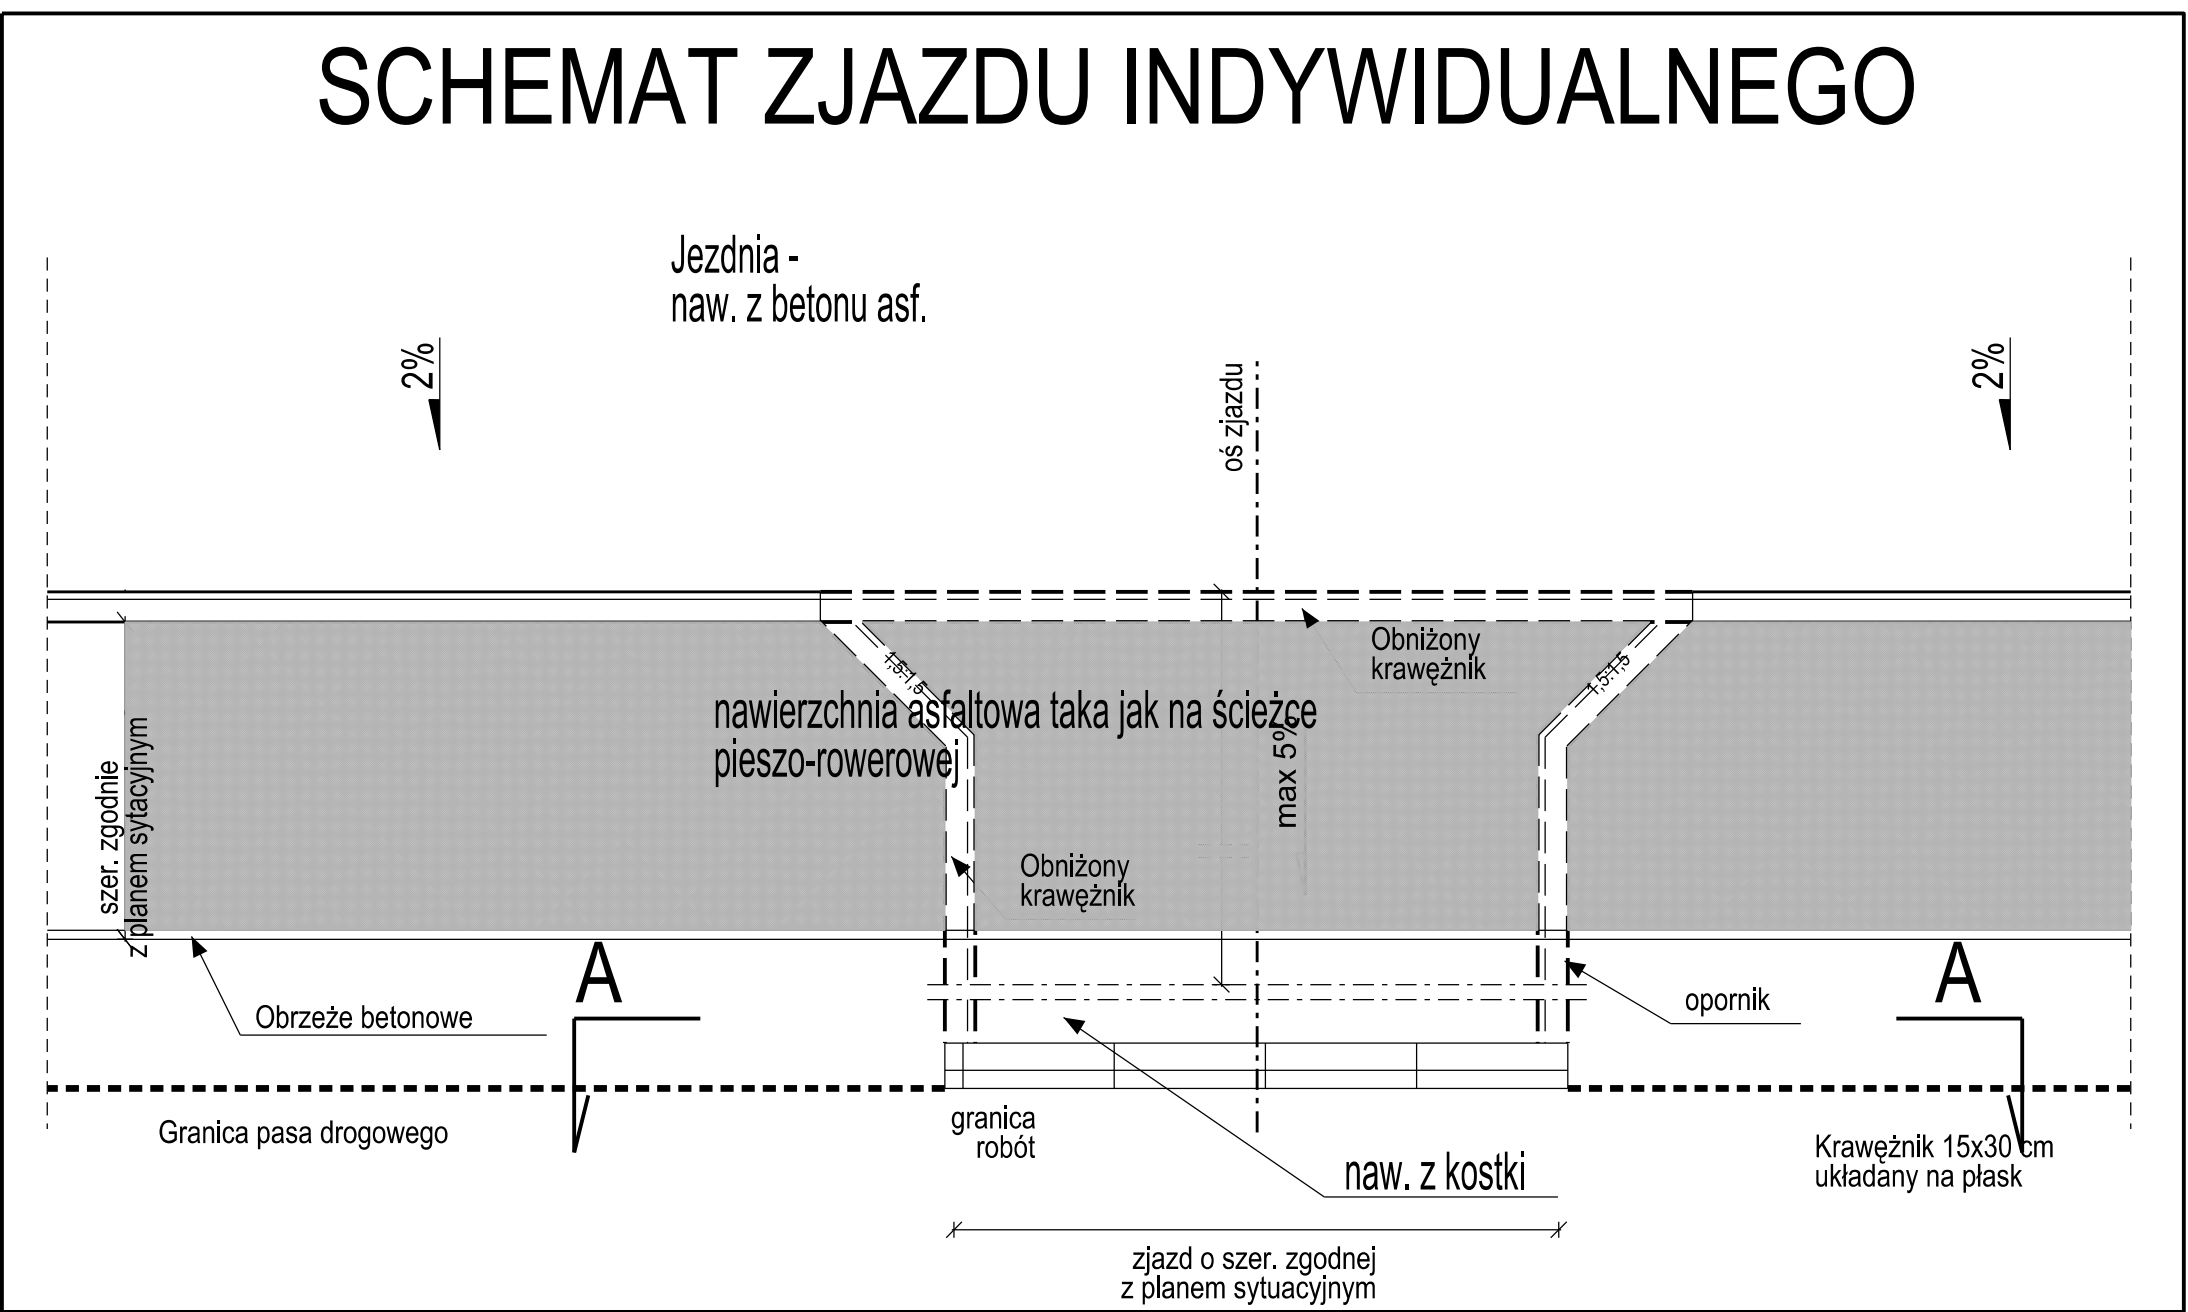 SCHEMAT ZJAZDU INDYWIDUALNEGO
Jezdnia -
naw. z betonu asf.
2%
2%
oś zjazdu
Obniżony
krawężnik
1,5:1,5
1,5:1,5
nawierzchnia asfaltowa taka jak na ścieżce
pieszo-rowerowej
max 5%
szer. zgodnie
z planem sytacyjnym
Obniżony
krawężnik
A
A
Obrzeże betonowe
opornik
Granica pasa drogowego
granica
robót
naw. z kostki
Krawężnik 15x30 cm
układany na płask
zjazd o szer. zgodnej
z planem sytuacyjnym